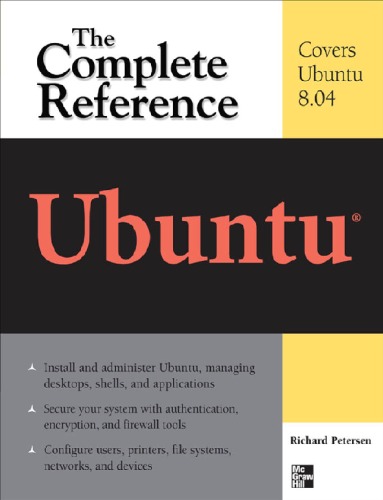 The
Complete
Reference
Covers
Ubuntu
8.04
Ubuntu®
Install and administer Ubuntu, managing
desktops, shells, and applications
Secure your system with authentication,
encryption, and firewall tools
Configure users, printers, file systems,
networks, and devices
Richard Petersen
Mc
Graw
Hill